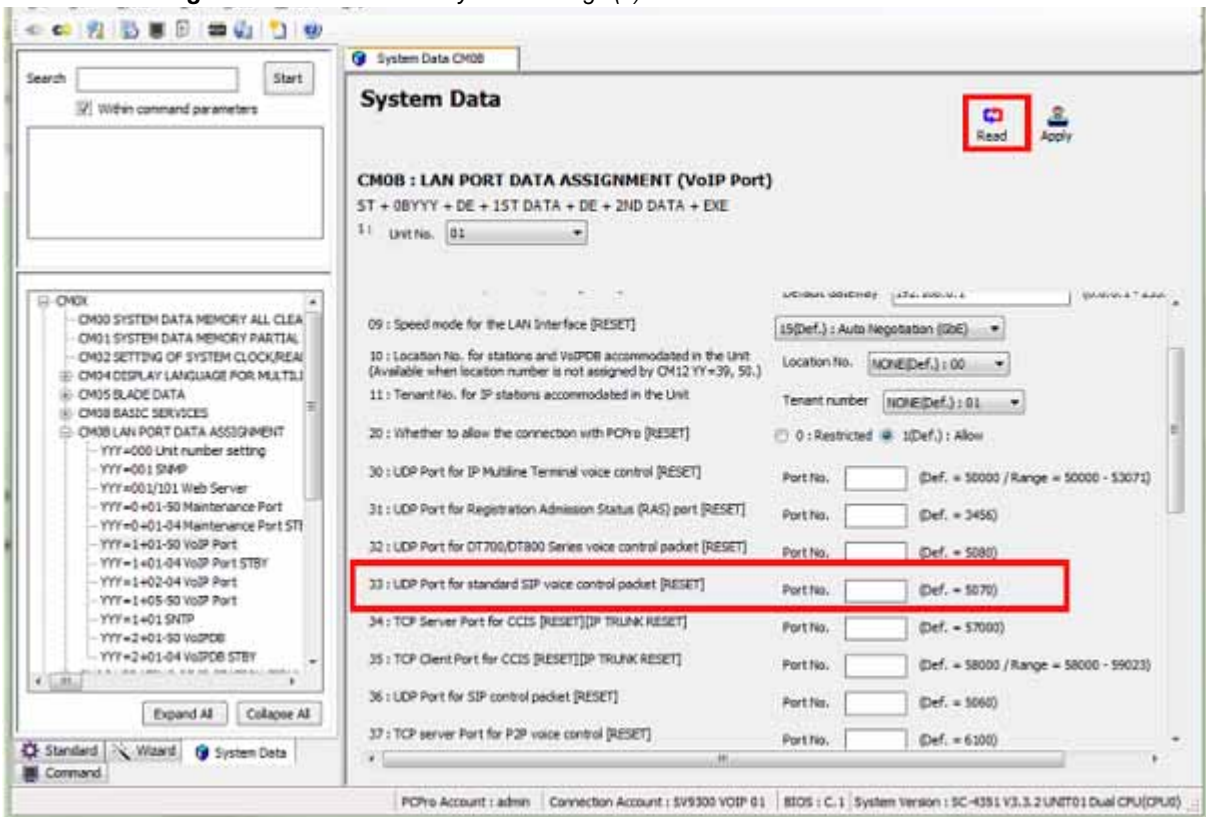 System Data CM0B
Search
Start
Within command parameters
System Data
Read
Apply
CM0B : LAN PORT DATA ASSIGNMENT (VoIP Port)
ST + 0BYYY + DE + 1ST DATA + DE + 2ND DATA + EXE
1: Unit No. 01
Default Gateway 192.168.0.1
09 : Speed mode for the LAN Interface [RESET] 15(Def.) : Auto Negotiation (GbE)
10 : Location No. for stations and VoIPDB accommodated in the Unit
(Available when location number is not assigned by CM12 YY=39, 50.) Location No. NONE(Def.) : 00
11 : Tenant No. for IP stations accommodated in the Unit Tenant number NONE(Def.) : 01
20 : Whether to allow the connection with PCPro [RESET] 0 : Restricted 1(Def.) : Allow
30 : UDP Port for IP Multiline Terminal voice control [RESET] Port No. (Def. = 50000 / Range = 50000 - 53071)
31 : UDP Port for Registration Admission Status (RAS) port [RESET] Port No. (Def. = 3456)
32 : UDP Port for DT700/DT800 Series voice control packet [RESET] Port No. (Def. = 5080)
33 : UDP Port for standard SIP voice control packet [RESET] Port No. (Def. = 5070)
34 : TCP Server Port for CCIS [RESET][IP TRUNK RESET] Port No. (Def. = 57000)
35 : TCP Client Port for CCIS [RESET][IP TRUNK RESET] Port No. (Def. = 58000 / Range = 58000 - 59023)
36 : UDP Port for SIP control packet [RESET] Port No. (Def. = 5060)
37 : TCP server Port for P2P voice control [RESET] Port No. (Def. = 6100)
CM0X
CM00 SYSTEM DATA MEMORY ALL CLEA
CM01 SYSTEM DATA MEMORY PARTIAL
CM02 SETTING OF SYSTEM CLOCK/REAL
CM04 DISPLAY LANGUAGE FOR MULTILI
CM05 BLADE DATA
CM08 BASIC SERVICES
CM0B LAN PORT DATA ASSIGNMENT
YYY=000 Unit number setting
YYY=001 SNMP
YYY=001/101 Web Server
YYY=0+01-50 Maintenance Port
YYY=0+01-04 Maintenance Port STB
YYY=1+01-50 VoIP Port
YYY=1+01-04 VoIP Port STBY
YYY=1+02-04 VoIP Port
YYY=1+05-50 VoIP Port
YYY=1+01 SNTP
YYY=2+01-50 VoIPDB
YYY=2+01-04 VoIPDB STBY
Expand All Collapse All
Standard Wizard System Data
Command
PCPro Account : admin Connection Account : SV9300 VOIP 01 BIOS : C.1 System Version : SC-4351 V3.3.2 UNIT01 Dual CPU(CPU0)